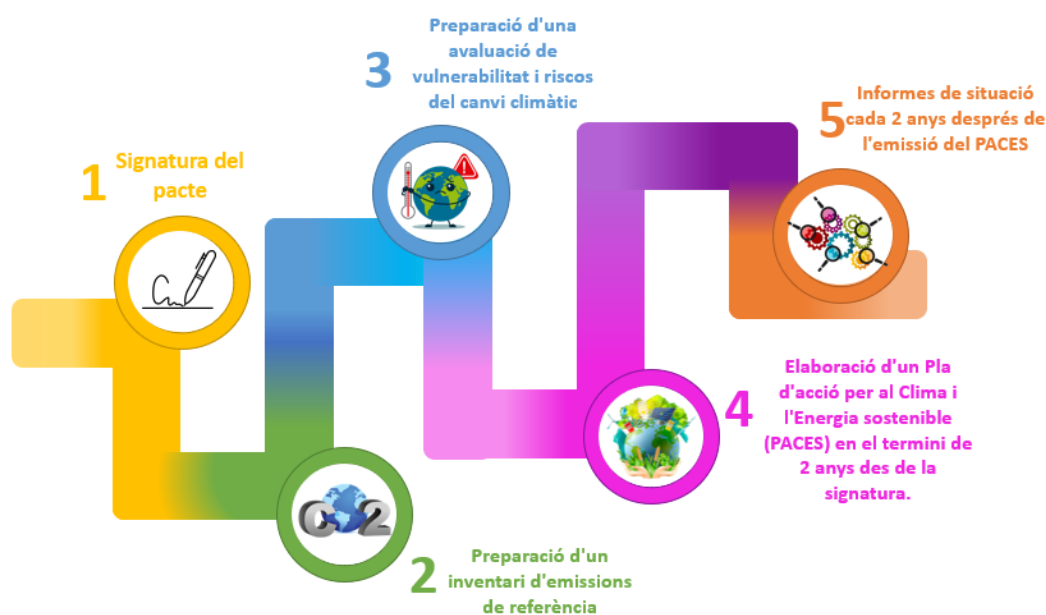 1
Signatura del
pacte
2
Preparació d'un
inventari d'emissions
de referència
CO2
3
Preparació d'una
avaluació de
vulnerabilitat i riscos
del canvi climàtic
4
Elaboració d'un Pla
d'acció per al Clima i
l'Energia sostenible
(PACES) en el termini de
2 anys des de la
signatura.
5
Informes de situació
cada 2 anys després de
l'emissió del PACES